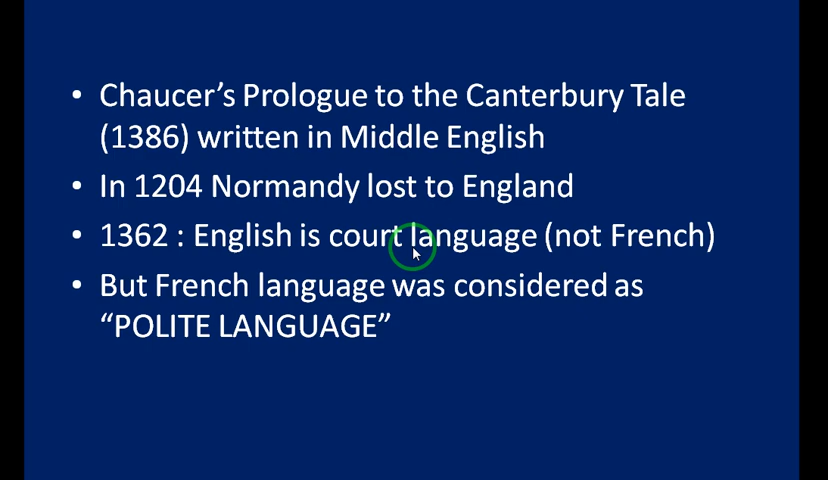 • Chaucer's Prologue to the Canterbury Tale
(1386) written in Middle English
• In 1204 Normandy lost to England
• 1362 : English is court language (not French)
• But French language was considered as
“POLITE LANGUAGE”